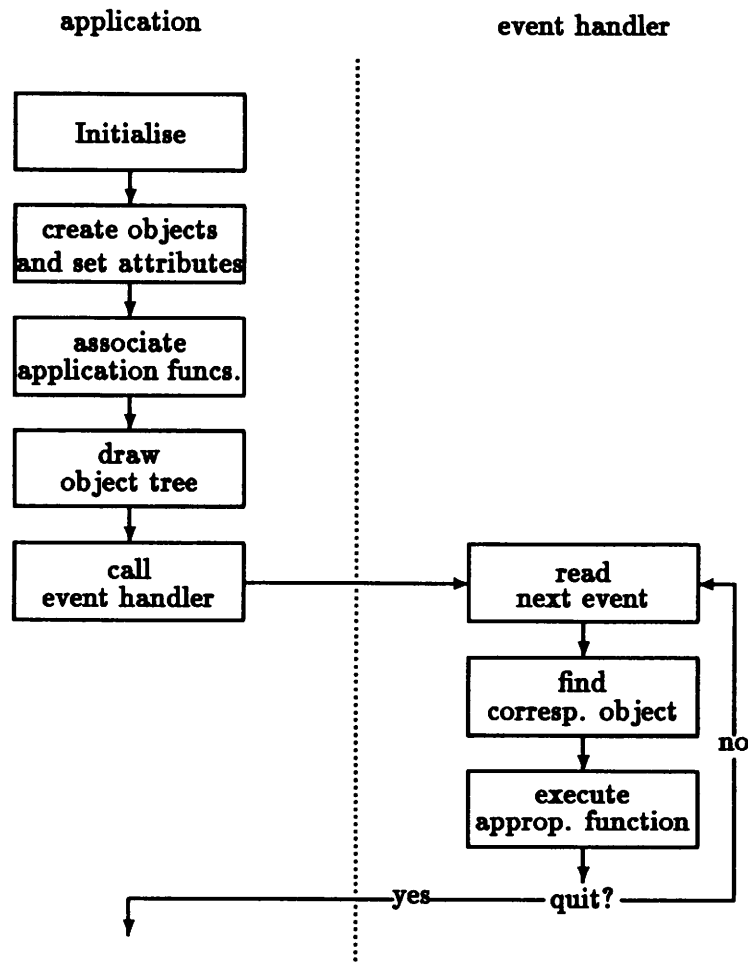 application
event handler
Initialise
create objects
and set attributes
associate
application funcs.
draw
object tree
call
event handler
read
next event
find
corresp. object
no
execute
approp. function
yes
quit?